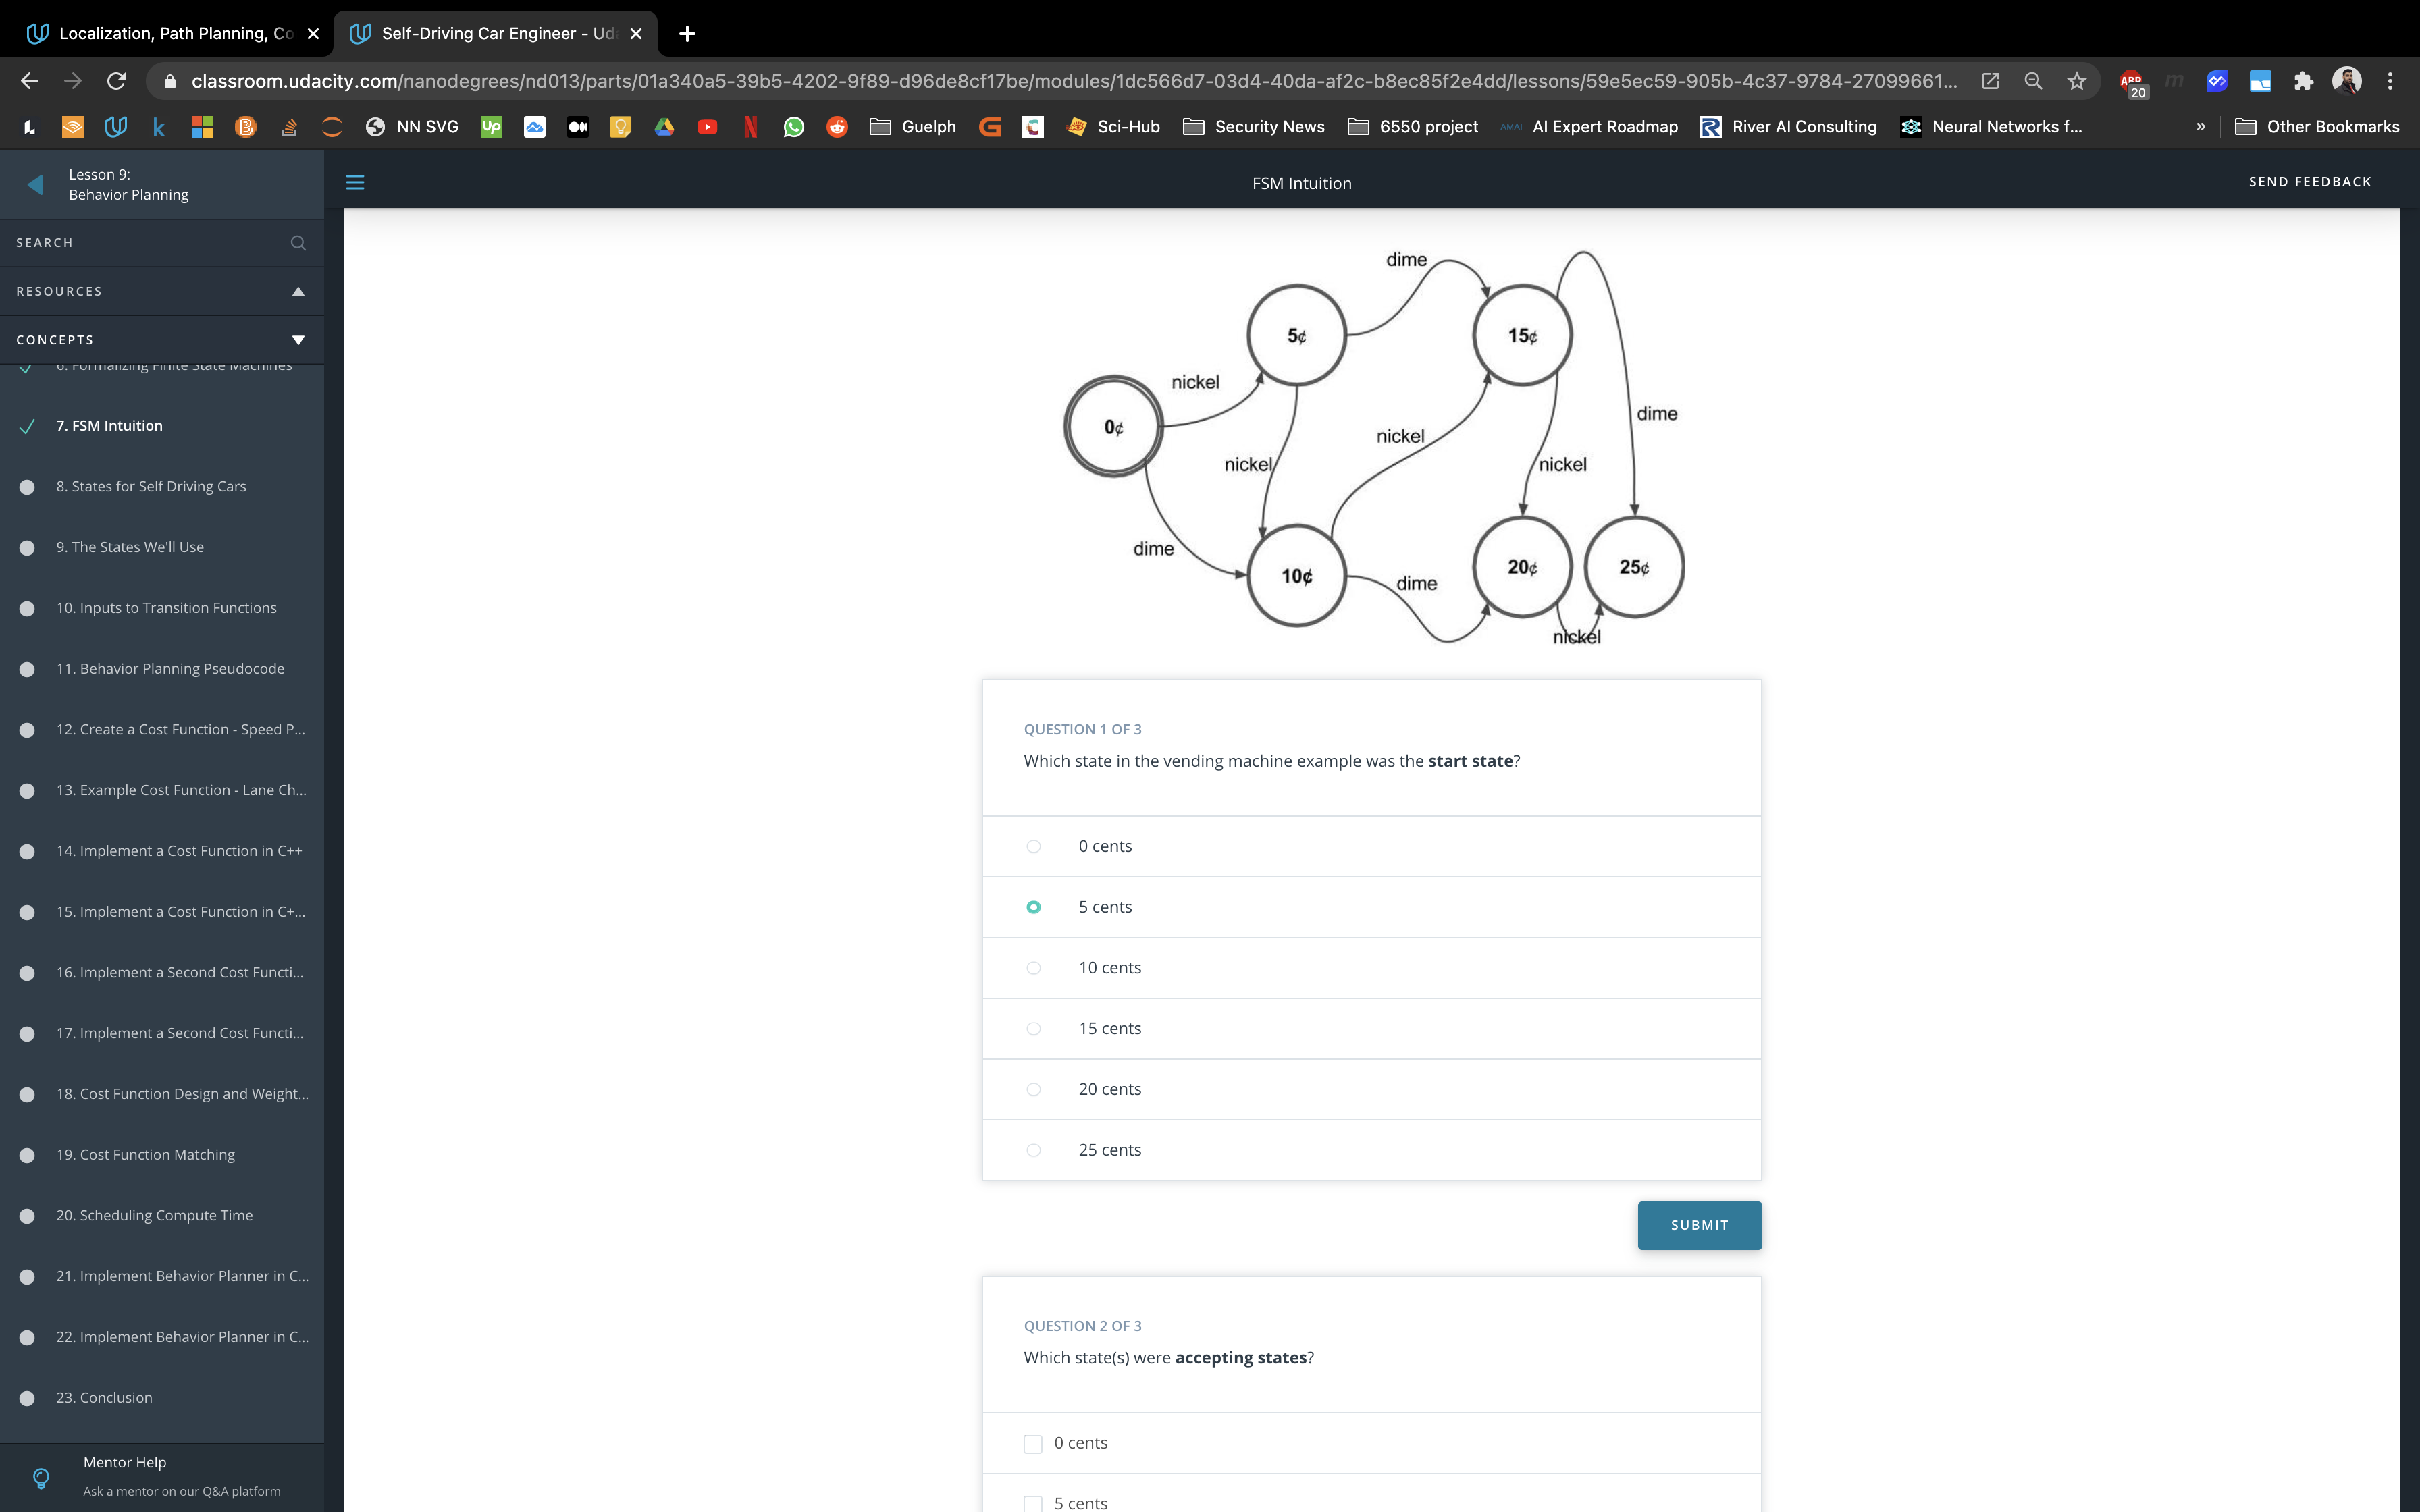 Localization, Path Planning, Co
Self-Driving Car Engineer - Uda
classroom.udacity.com/nanodegrees/nd013/parts/01a340a5-39b5-4202-9f89-d96de8cf17be/modules/1dc566d7-03d4-40da-af2c-b8ec85f2e4dd/lessons/59e5ec59-905b-4c37-9784-27099661...
ABP
20
m
NN SVG
Up
Guelph
Sci-Hub
Security News
6550 project
AMAI
AI Expert Roadmap
River AI Consulting
Neural Networks f...
»
Other Bookmarks
Lesson 9:
Behavior Planning
FSM Intuition
SEND FEEDBACK
SEARCH
RESOURCES
CONCEPTS
6. Formalizing Finite State Machines
7. FSM Intuition
8. States for Self Driving Cars
9. The States We'll Use
10. Inputs to Transition Functions
11. Behavior Planning Pseudocode
12. Create a Cost Function - Speed P...
13. Example Cost Function - Lane Ch...
14. Implement a Cost Function in C++
15. Implement a Cost Function in C+...
16. Implement a Second Cost Functi...
17. Implement a Second Cost Functi...
18. Cost Function Design and Weight...
19. Cost Function Matching
20. Scheduling Compute Time
21. Implement Behavior Planner in C...
22. Implement Behavior Planner in C...
23. Conclusion
Mentor Help
Ask a mentor on our Q&A platform
dime
5¢
15¢
nickel
0¢
dime
nickel
nickel
nickel
dime
10¢
dime
20¢
25¢
nickel
QUESTION 1 OF 3
Which state in the vending machine example was the start state?
0 cents
5 cents
10 cents
15 cents
20 cents
25 cents
SUBMIT
QUESTION 2 OF 3
Which state(s) were accepting states?
0 cents
5 cents